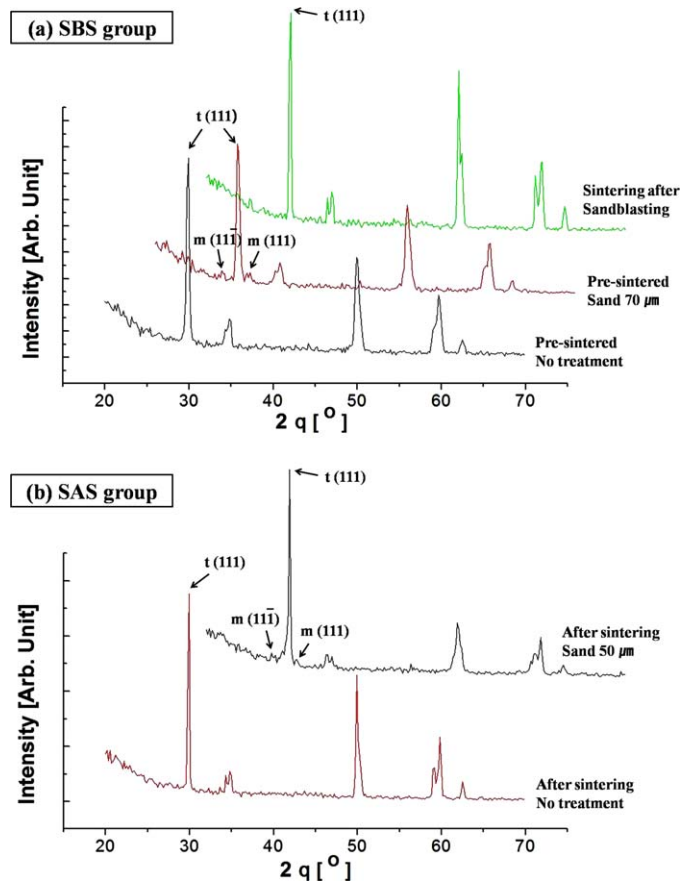 (a) SBS group
t (111)
t (111)
m (111̄)
m (111)
Sintering after
Sandblasting
Pre-sintered
Sand 70 ㎛
Pre-sintered
No treatment
Intensity [Arb. Unit]
20 30 40 50 60 70
2 q [ O ]
(b) SAS group
t (111)
t (111)
m (111̄)
m (111)
After sintering
Sand 50 ㎛
After sintering
No treatment
Intensity [Arb. Unit]
20 30 40 50 60 70
2 q [ O ]